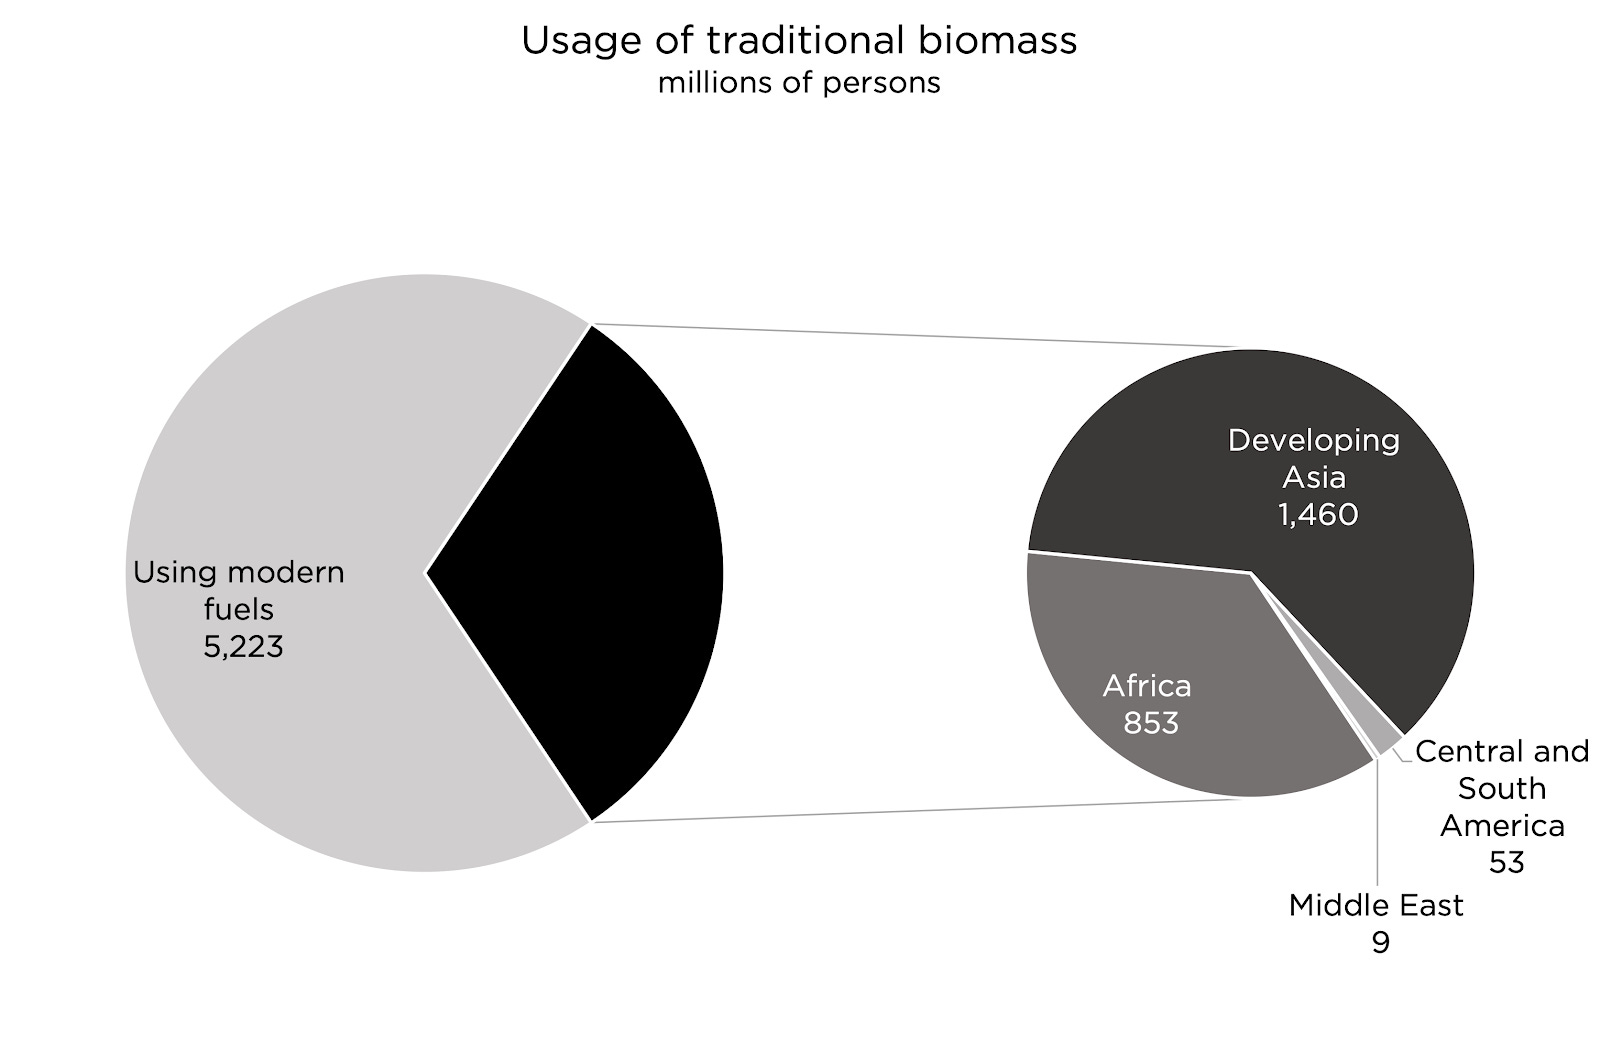 Usage of traditional biomass
millions of persons
Using modern
fuels
5,223
Developing
Asia
1,460
Africa
853
Central and
South
America
53
Middle East
9